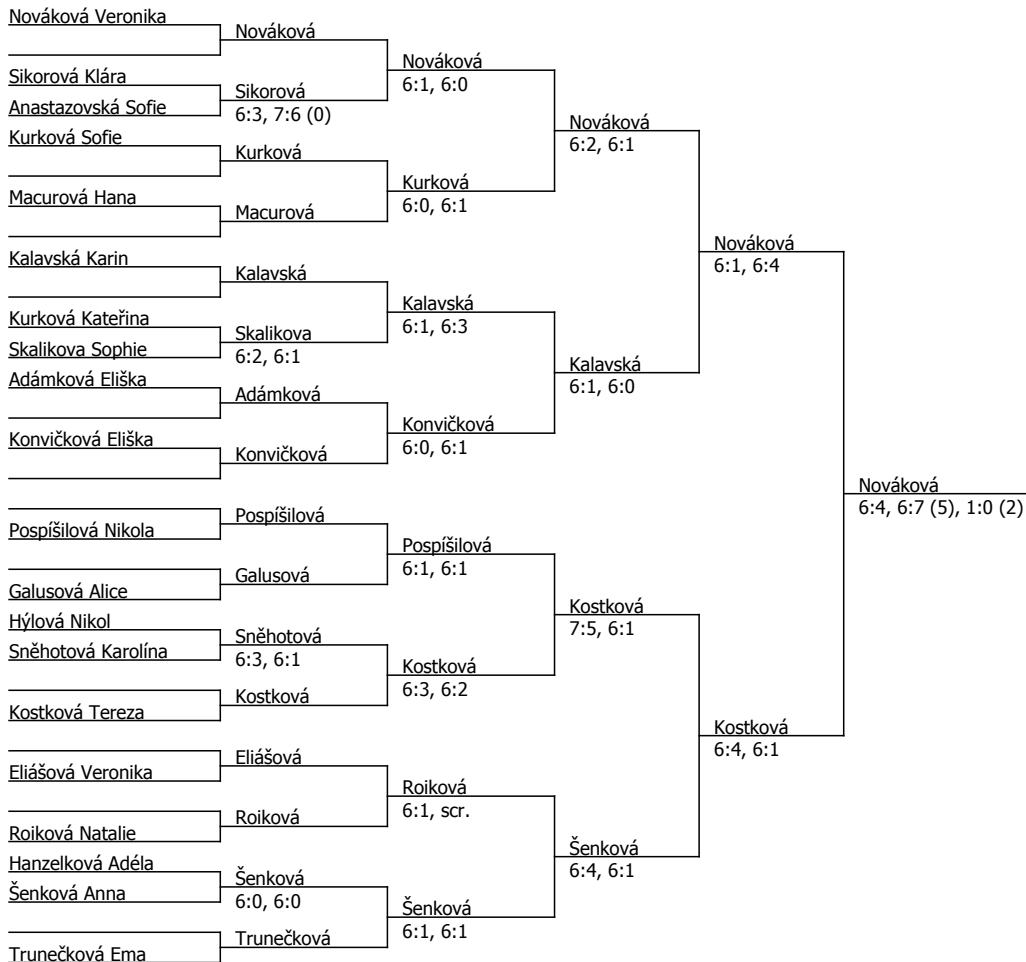 Nováková Veronika
Sikorová Klára
Anastazovská Sofie
Kurková Sofie
Macurová Hana
Kalavská Karin
Kurková Kateřina
Skalikova Sophie
Adámková Eliška
Konvičková Eliška
Pospíšilová Nikola
Galusová Alice
Hýlová Nikol
Sněhotová Karolína
Kostková Tereza
Eliášová Veronika
Roiková Natalie
Hanzelková Adéla
Šenková Anna
Trunečková Ema
Nováková
Sikorová
6:3, 7:6 (0)
Kurková
Macurová
Kalavská
Skalikova
6:2, 6:1
Adámková
Konvičková
Pospíšilová
Galusová
Sněhotová
6:3, 6:1
Kostková
Eliášová
Roiková
Šenková
6:0, 6:0
Trunečková
Nováková
6:1, 6:0
Kurková
6:0, 6:1
Kalavská
6:1, 6:3
Konvičková
6:0, 6:1
Pospíšilová
6:1, 6:1
Kostková
6:3, 6:2
Roiková
6:1, scr.
Šenková
6:1, 6:1
Nováková
6:2, 6:1
Kalavská
6:1, 6:0
Kostková
7:5, 6:1
Šenková
6:4, 6:1
Nováková
6:1, 6:4
Kostková
6:4, 6:1
Nováková
6:4, 6:7 (5), 1:0 (2)